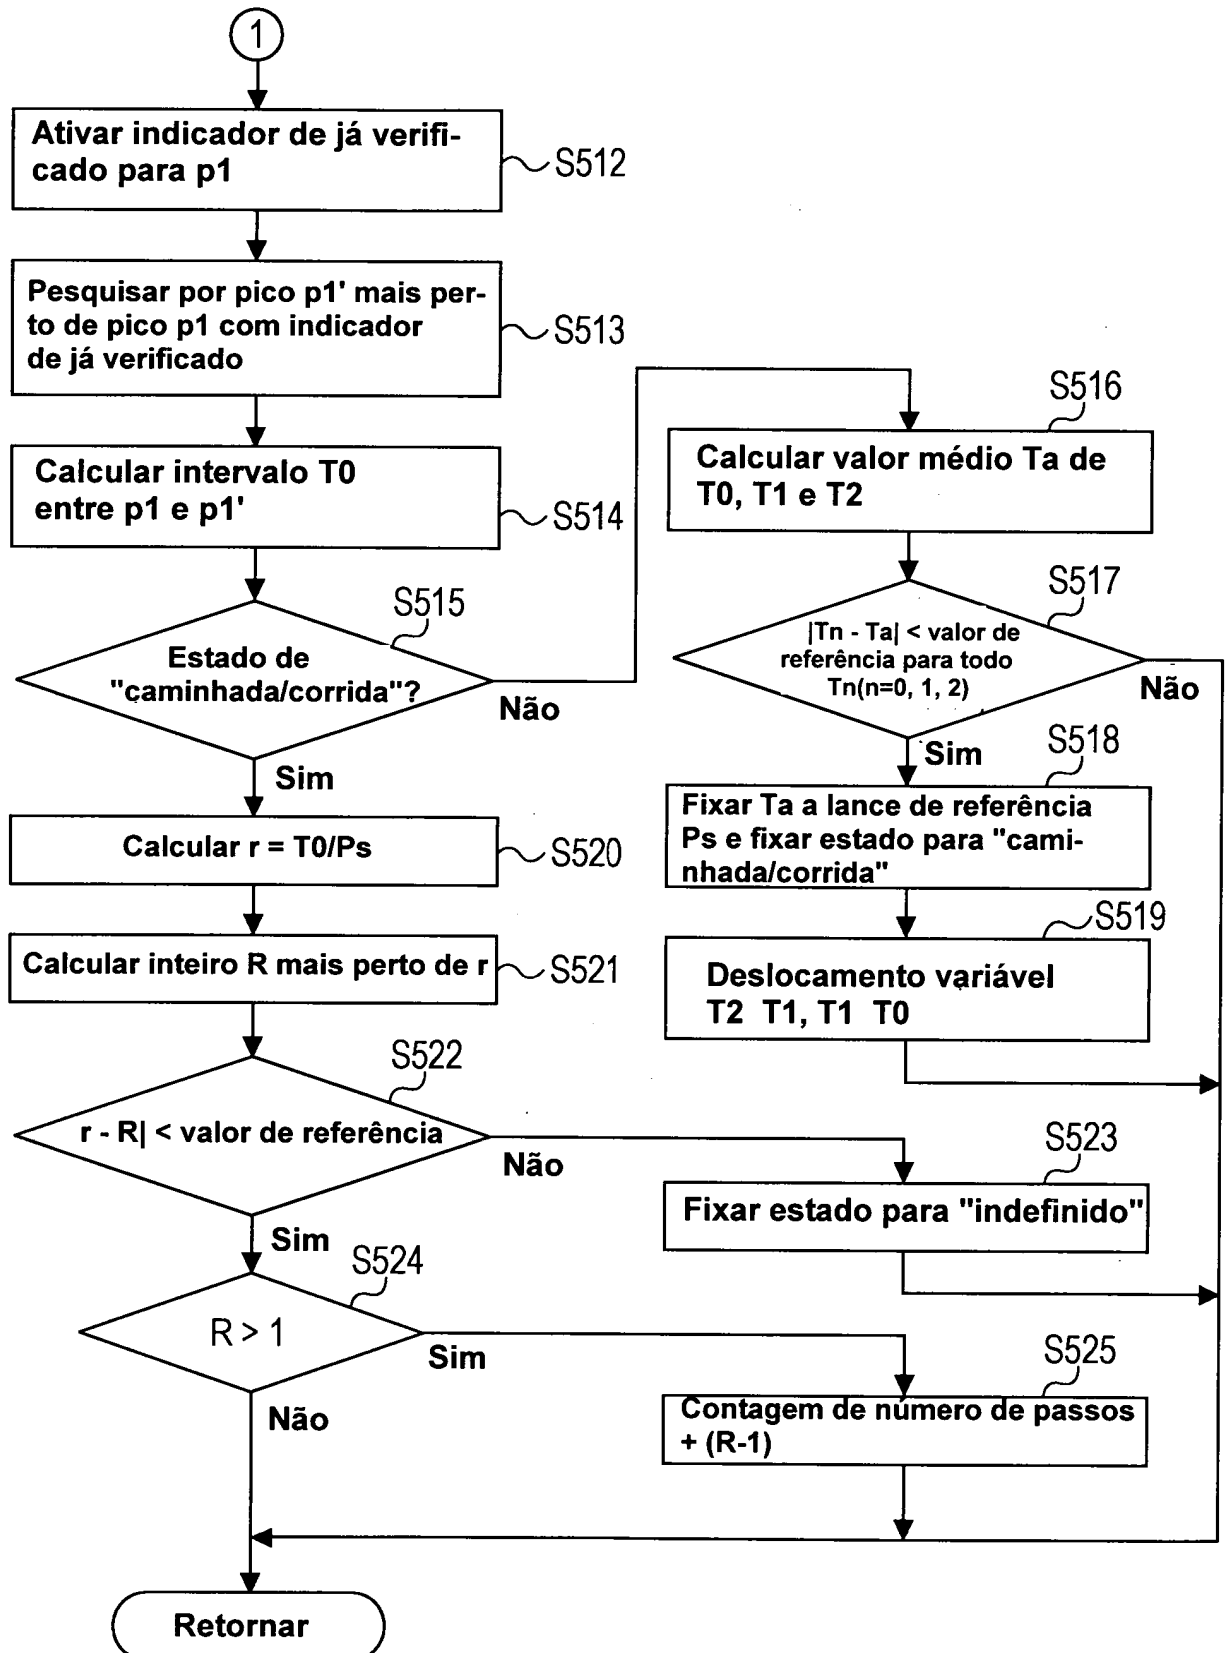 1
Ativar indicador de já verifi-
cado para p1
S512
Pesquisar por pico p1' mais per-
to de pico p1 com indicador
de já verificado
S513
Calcular intervalo T0
entre p1 e p1'
S514
Estado de
"caminhada/corrida"?
S515
Não
Sim
S516
Calcular valor médio Ta de
T0, T1 e T2
S517
|Tn - Ta| < valor de
referência para todo
Tn(n=0, 1, 2)
Não
Sim
S518
Fixar Ta a lance de referência
Ps e fixar estado para "cami-
nhada/corrida"
S519
Deslocamento variável
T2 T1, T1 T0
Calcular r = T0/Ps
S520
Calcular inteiro R mais perto de r
S521
S522
r - R| < valor de referência
Não
Sim
S523
Fixar estado para "indefinido"
S524
R > 1
Sim
Não
S525
Contagem de número de passos
+ (R-1)
Retornar